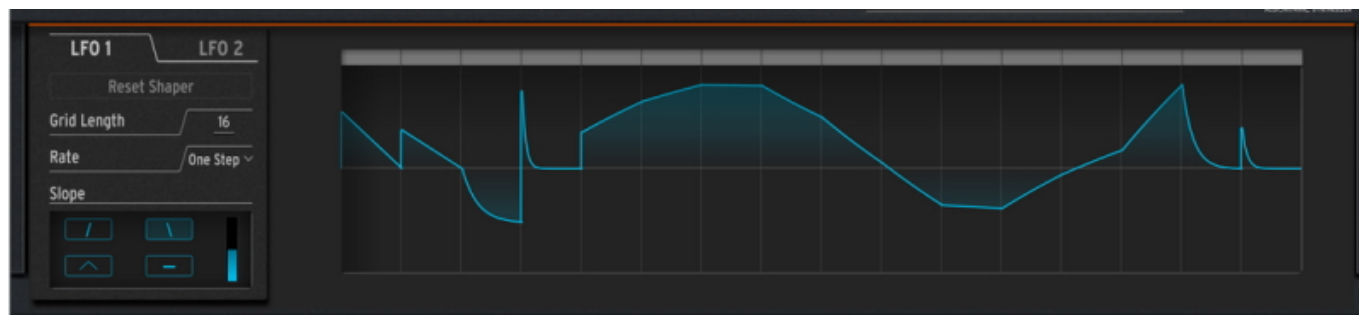 LFO 1
LFO 2
Reset Shaper
Grid Length
16
Rate
One Step
Slope